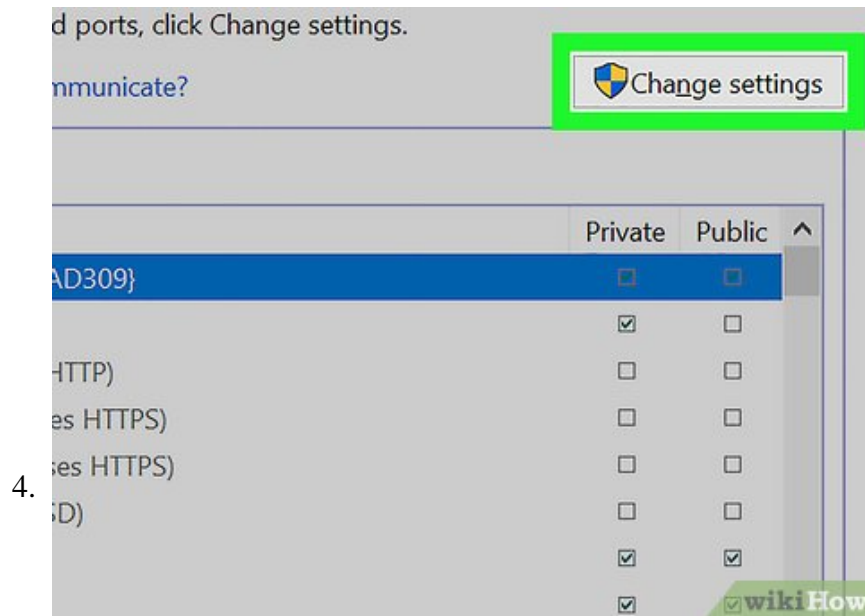 d ports, click Change settings.
mmunicate?
Change settings
Private Public
AD309}
HTTP)
es HTTPS)
ses HTTPS)
4.
SD)
wikiHow